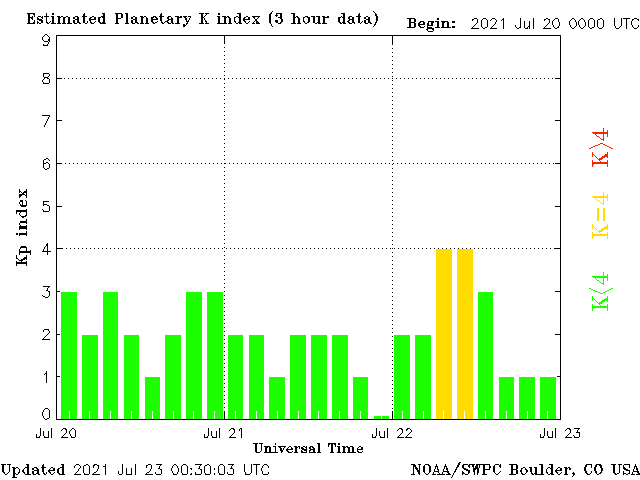 Estimated Planetary K index (3 hour data)
Begin: 2021 Jul 20 0000 UTC
9
8
7
6
5
4
3
2
1
0
Kp index
Jul 20
Jul 21
Jul 22
Jul 23
Universal Time
K>4
K=4
K<4
Updated 2021 Jul 23 00:30:03 UTC
NOAA/SWPC Boulder, CO USA